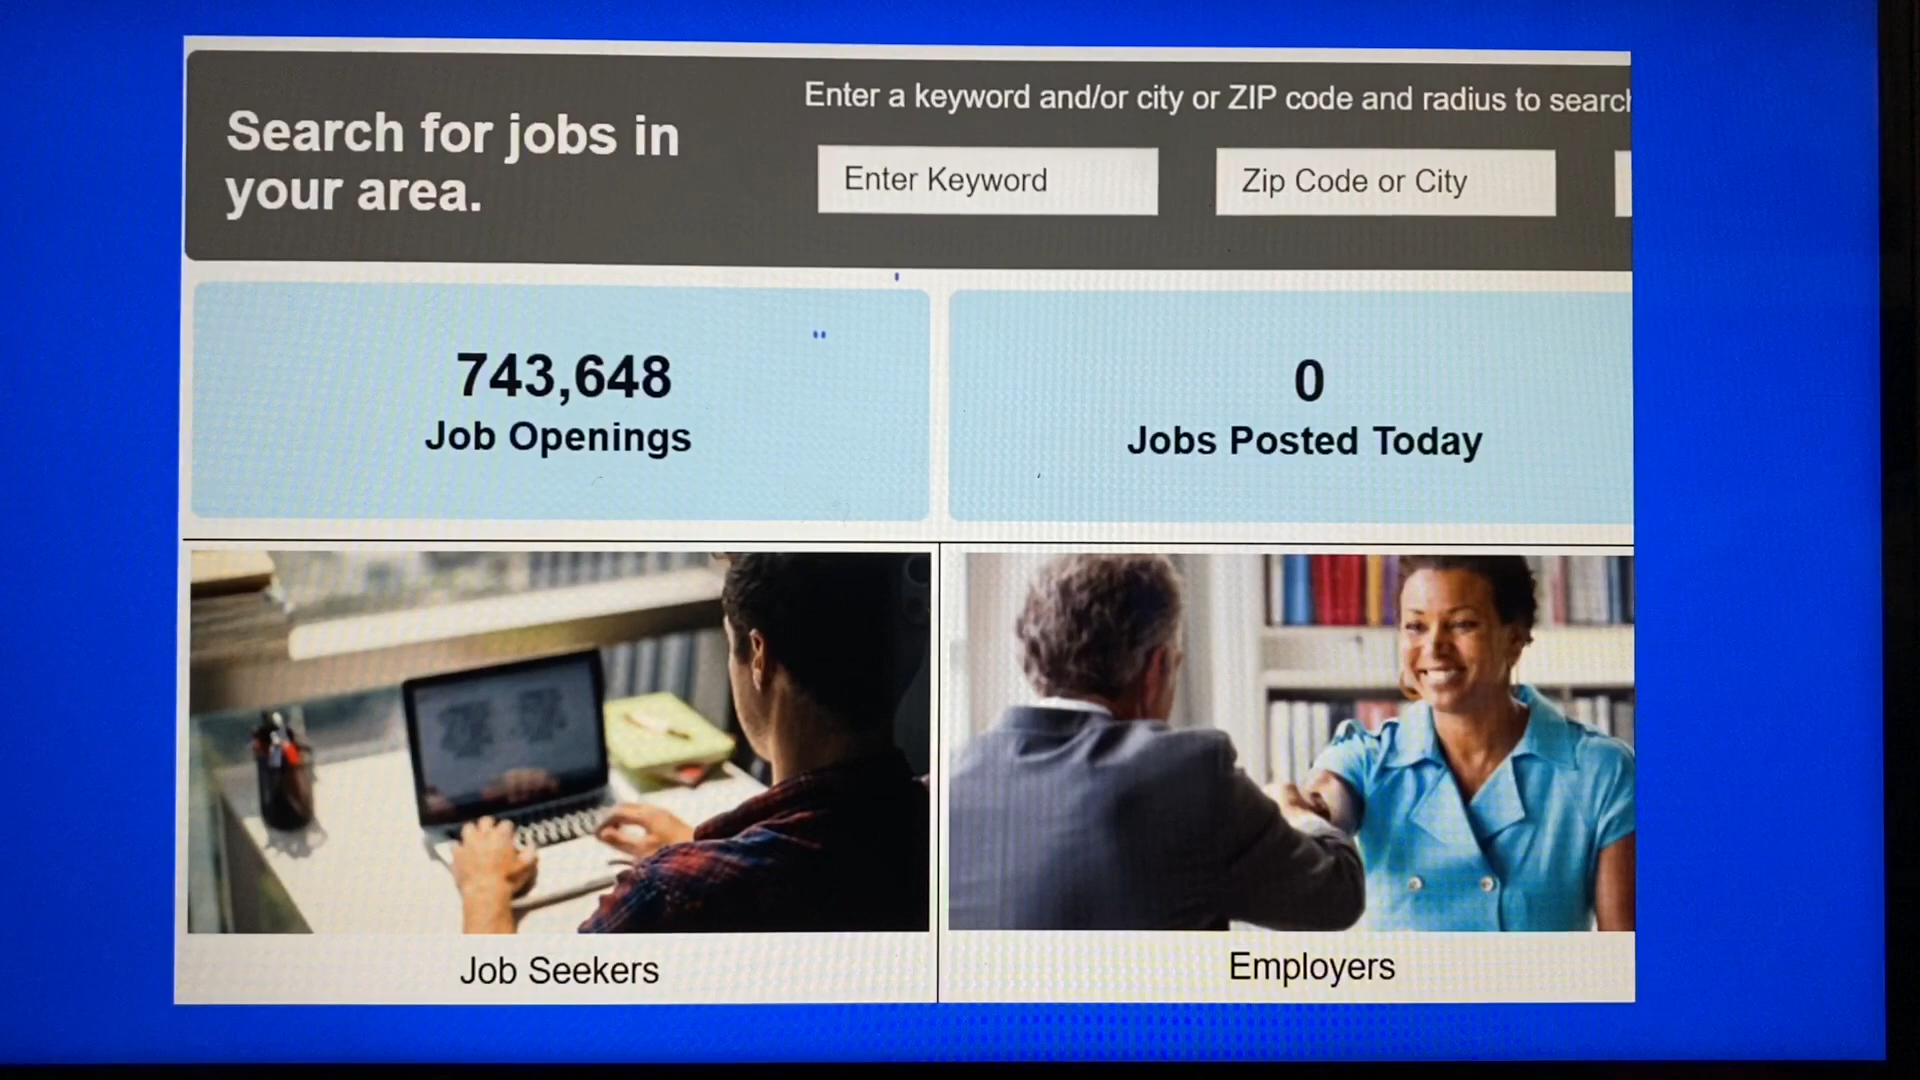 Search for jobs in
your area.
Enter a keyword and/or city or ZIP code and radius to search
Enter Keyword
Zip Code or City
743,648
Job Openings
0
Jobs Posted Today
Job Seekers
Employers